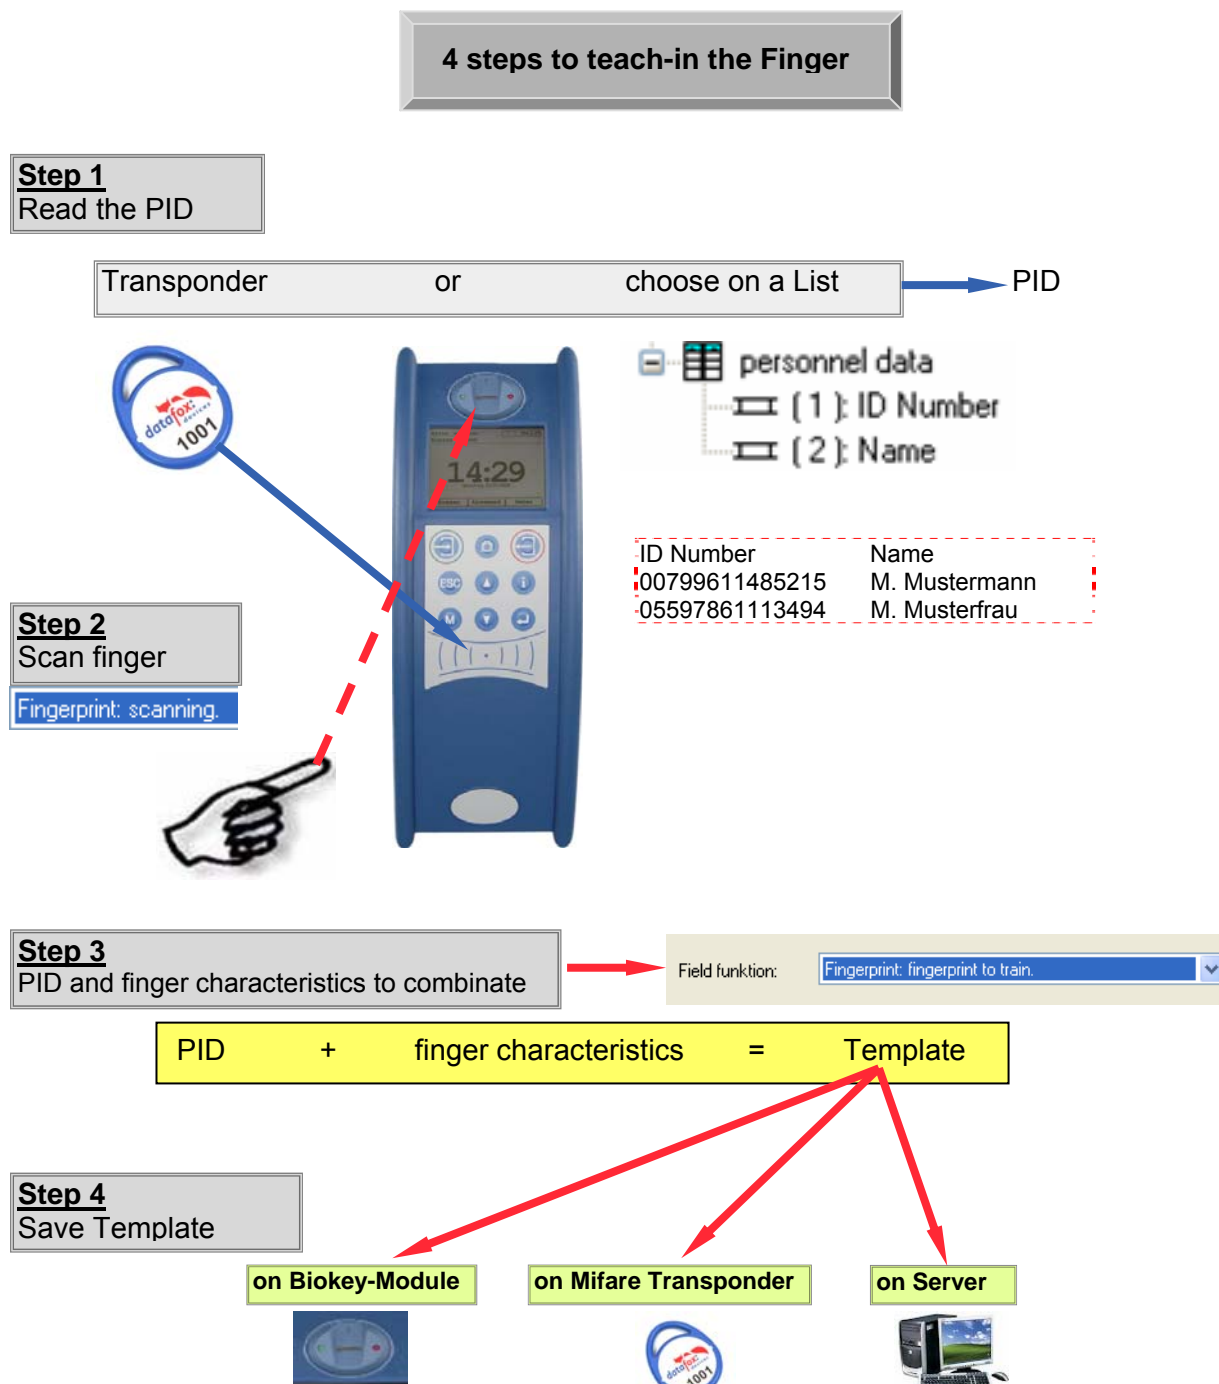 4 steps to teach-in the Finger
Step 1
Read the PID
Transponder or choose on a List PID
datafox:
devices
1001
14:29
ESC
i
M
personnel data
( 1 ): ID Number
( 2 ): Name
ID Number Name
00799611485215 M. Mustermann
05597861113494 M. Musterfrau
Step 2
Scan finger
Fingerprint: scanning.
Step 3
PID and finger characteristics to combinate
Field funktion: Fingerprint: fingerprint to train.
PID + finger characteristics = Template
Step 4
Save Template
on Biokey-Module on Mifare Transponder on Server
datafox:
1001